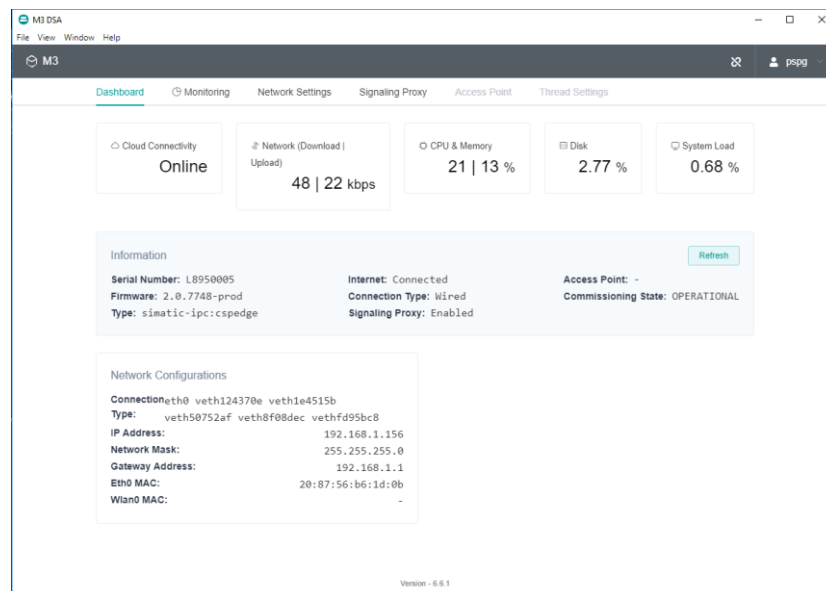 M3 DSA
File View Window Help
M3
pspg
Dashboard Monitoring Network Settings Signaling Proxy Access Point Thread Settings
Cloud Connectivity
Online
Network (Download |
Upload)
48 | 22 kbps
CPU & Memory
21 | 13 %
Disk
2.77 %
System Load
0.68 %
Information
Refresh
Serial Number: L8950005
Firmware: 2.0.7748-prod
Type: simatic-ipc:cspedge
Internet: Connected
Connection Type: Wired
Signaling Proxy: Enabled
Access Point: -
Commissioning State: OPERATIONAL
Network Configurations
Connection eth0 veth124370e veth1e4515b
Type: veth50752af veth8f08dec vethfd95bc8
IP Address: 192.168.1.156
Network Mask: 255.255.255.0
Gateway Address: 192.168.1.1
Eth0 MAC: 20:87:56:b6:1d:0b
Wlan0 MAC: -
Version - 6.6.1